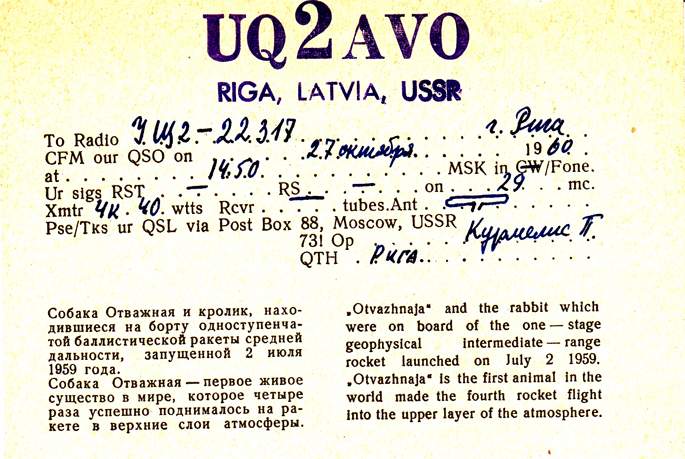 UQ2AVO
RIGA, LATVIA, USSR
To Radio УЩ2-22317 г. Рига
CFM our QSO on 27 октября 1960.
at 14.50 MSK in CW/Fone.
Ur sigs RST — RS — on 29 mc.
Xmtr ЧК. 40. wtts Rcvr tubes. Ant
Pse/Tks ur QSL via Post Box 88, Moscow, USSR
73! Op Курмелис П.
QTH Рига.
Собака Отважная и кролик, нахо-
дившиеся на борту одноступенча-
той баллистической ракеты средней
дальности, запущенной 2 июля
1959 года.
Собака Отважная — первое живое
существо в мире, которое четыре
раза успешно поднималось на ра-
кете в верхние слои атмосферы.
„Otvazhnaja“ and the rabbit which
were on board of the one — stage
geophysical intermediate — range
rocket launched on July 2 1959.
„Otvazhnaja“ is the first animal in the
world made the fourth rocket flight
into the upper layer of the atmosphere.